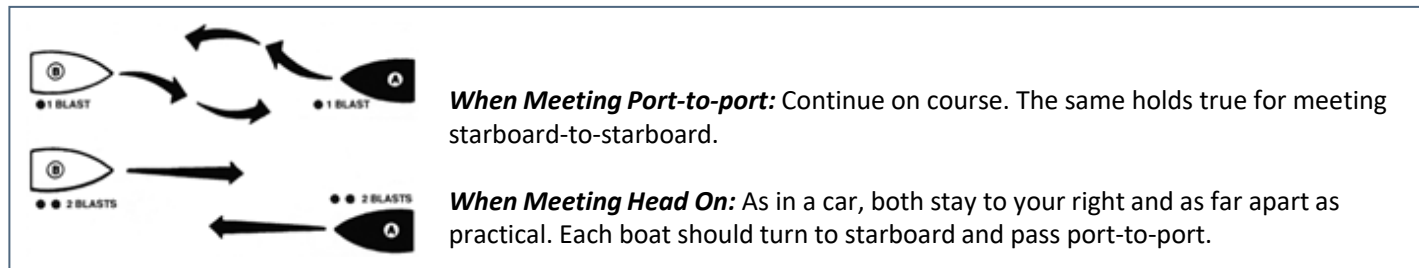 B
A
●1 BLAST
●1 BLAST
B
●● 2 BLASTS
●● 2 BLASTS
A
When Meeting Port-to-port: Continue on course. The same holds true for meeting
starboard-to-starboard.
When Meeting Head On: As in a car, both stay to your right and as far apart as
practical. Each boat should turn to starboard and pass port-to-port.